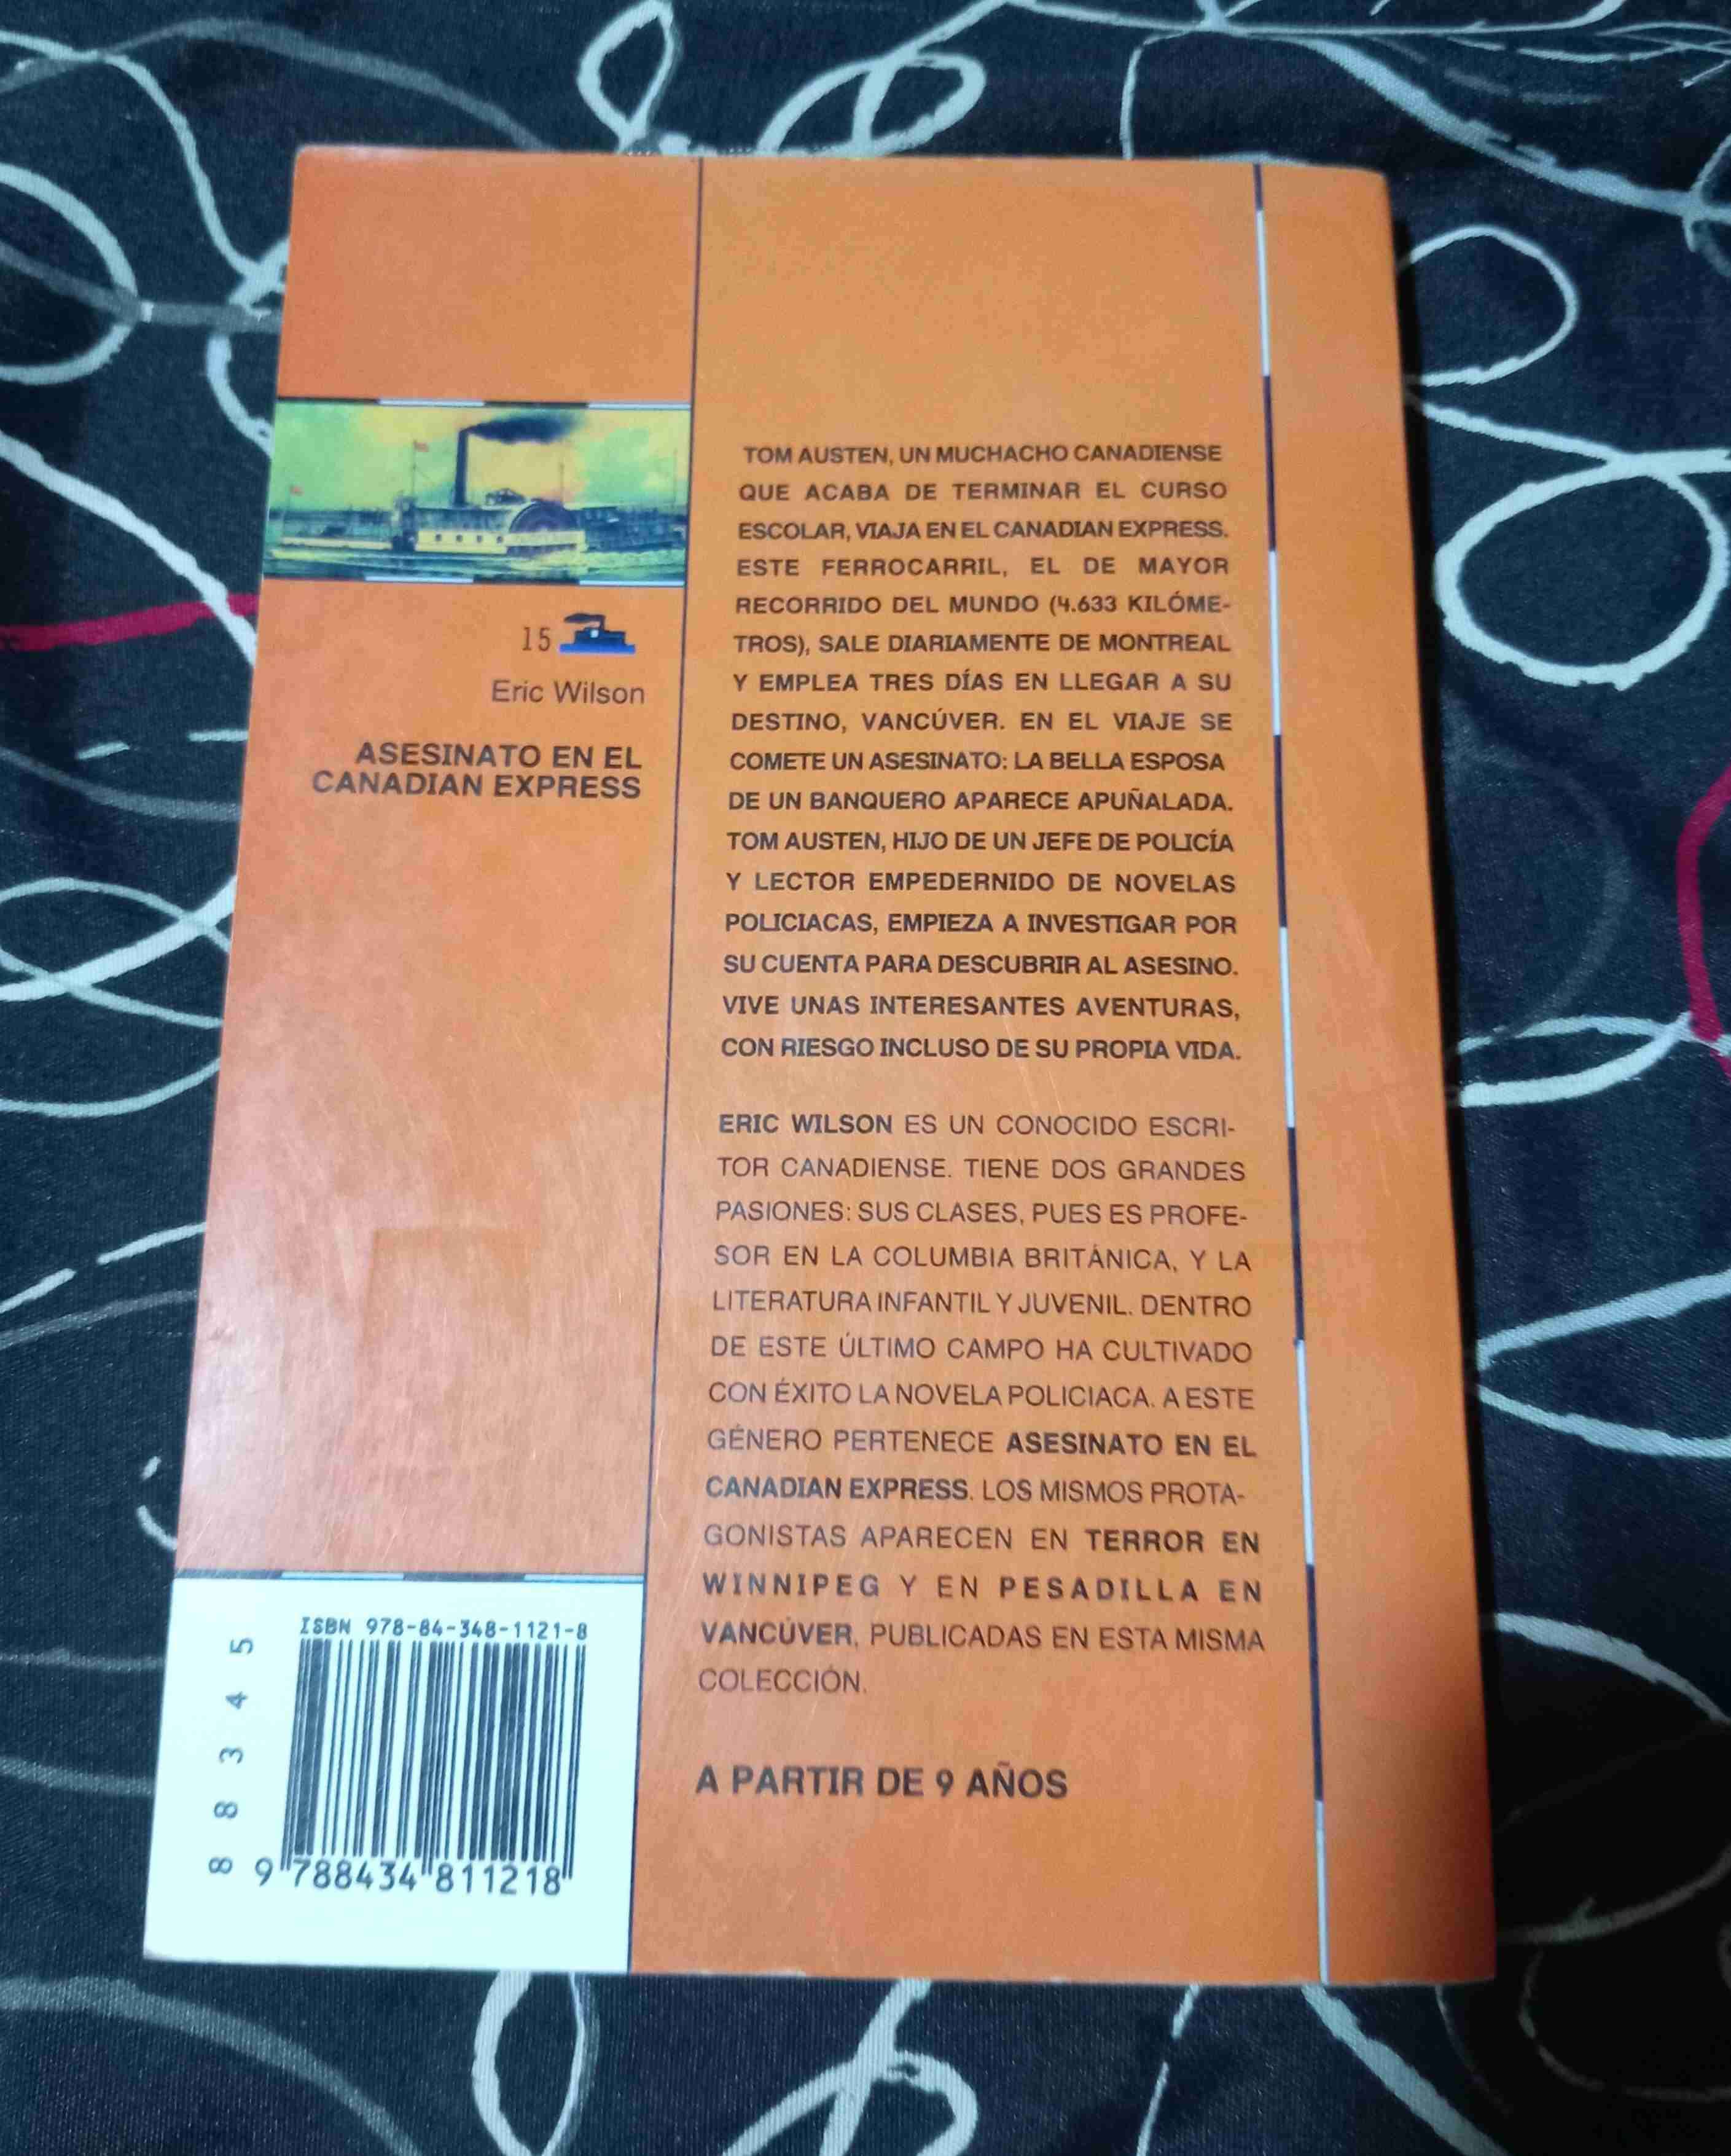 15
Eric Wilson
ASESINATO EN EL
CANADIAN EXPRESS
TOM AUSTEN, UN MUCHACHO CANADIENSE
QUE ACABA DE TERMINAR EL CURSO
ESCOLAR, VIAJA EN EL CANADIAN EXPRESS.
ESTE FERROCARRIL, EL DE MAYOR
RECORRIDO DEL MUNDO (4.633 KILÓME-
TROS), SALE DIARIAMENTE DE MONTREAL
Y EMPLEA TRES DÍAS EN LLEGAR A SU
DESTINO, VANCÚVER. EN EL VIAJE SE
COMETE UN ASESINATO: LA BELLA ESPOSA
DE UN BANQUERO APARECE APUÑALADA.
TOM AUSTEN, HIJO DE UN JEFE DE POLICÍA
Y LECTOR EMPEDERNIDO DE NOVELAS
POLICIACAS, EMPIEZA A INVESTIGAR POR
SU CUENTA PARA DESCUBRIR AL ASESINO.
VIVE UNAS INTERESANTES AVENTURAS,
CON RIESGO INCLUSO DE SU PROPIA VIDA.
ERIC WILSON ES UN CONOCIDO ESCRI-
TOR CANADIENSE. TIENE DOS GRANDES
PASIONES: SUS CLASES, PUES ES PROFE-
SOR EN LA COLUMBIA BRITÁNICA, Y LA
LITERATURA INFANTIL Y JUVENIL. DENTRO
DE ESTE ÚLTIMO CAMPO HA CULTIVADO
CON ÉXITO LA NOVELA POLICIACA. A ESTE
GÉNERO PERTENECE ASESINATO EN EL
CANADIAN EXPRESS. LOS MISMOS PROTA-
GONISTAS APARECEN EN TERROR EN
WINNIPEG Y EN PESADILLA EN
VANCÚVER, PUBLICADAS EN ESTA MISMA
COLECCIÓN.
A PARTIR DE 9 AÑOS
ISBN 978-84-348-1121-8
88345
9 788434 811218